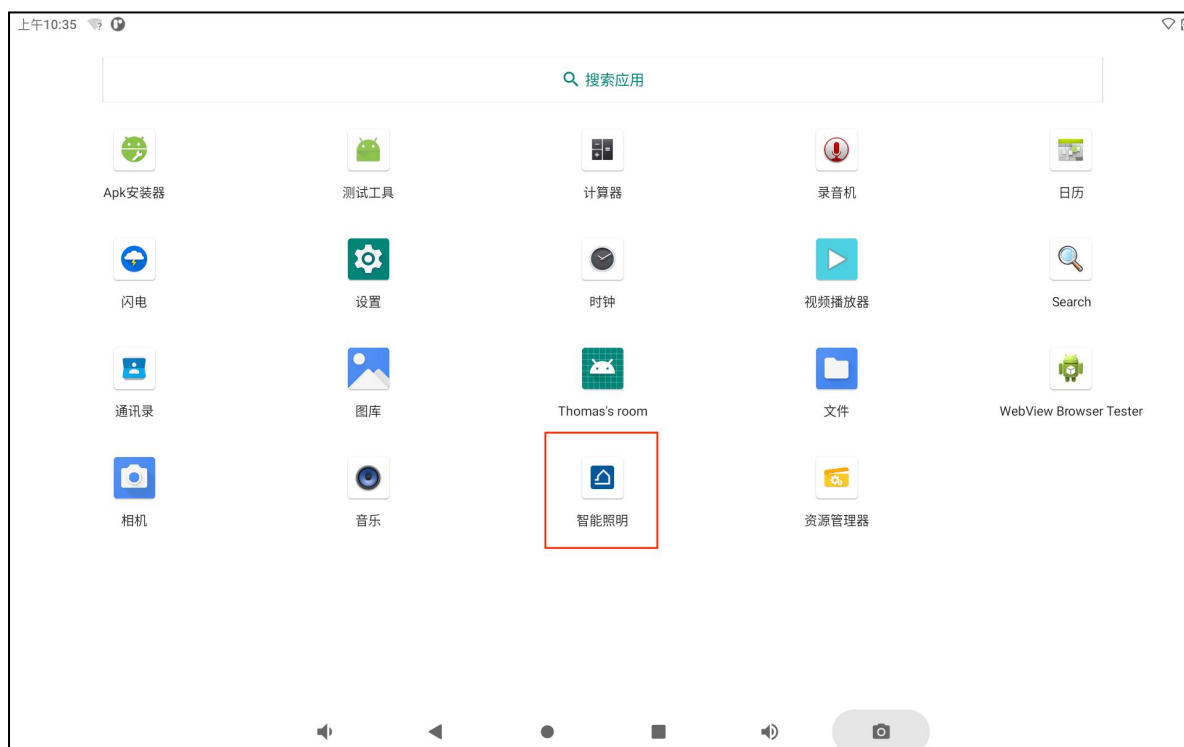 上午10:35
搜索应用
Apk安装器 测试工具 计算器 录音机 日历
闪电 设置 时钟 视频播放器 Search
通讯录 图库 Thomas's room 文件 WebView Browser Tester
相机 音乐 智能照明 资源管理器